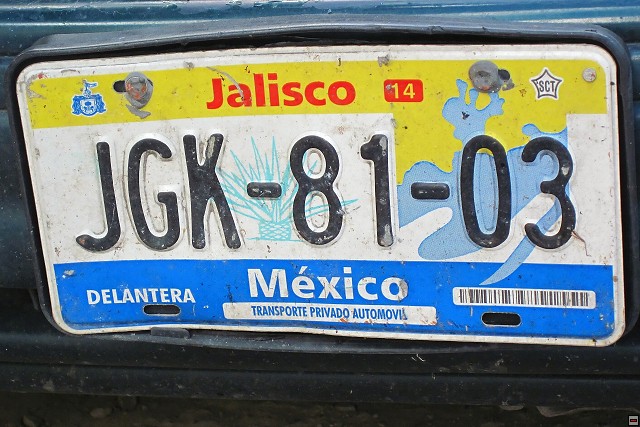 Jalisco 14 SCT
JGK-81-03
DELANTERA México
TRANSPORTE PRIVADO AUTOMOVIL